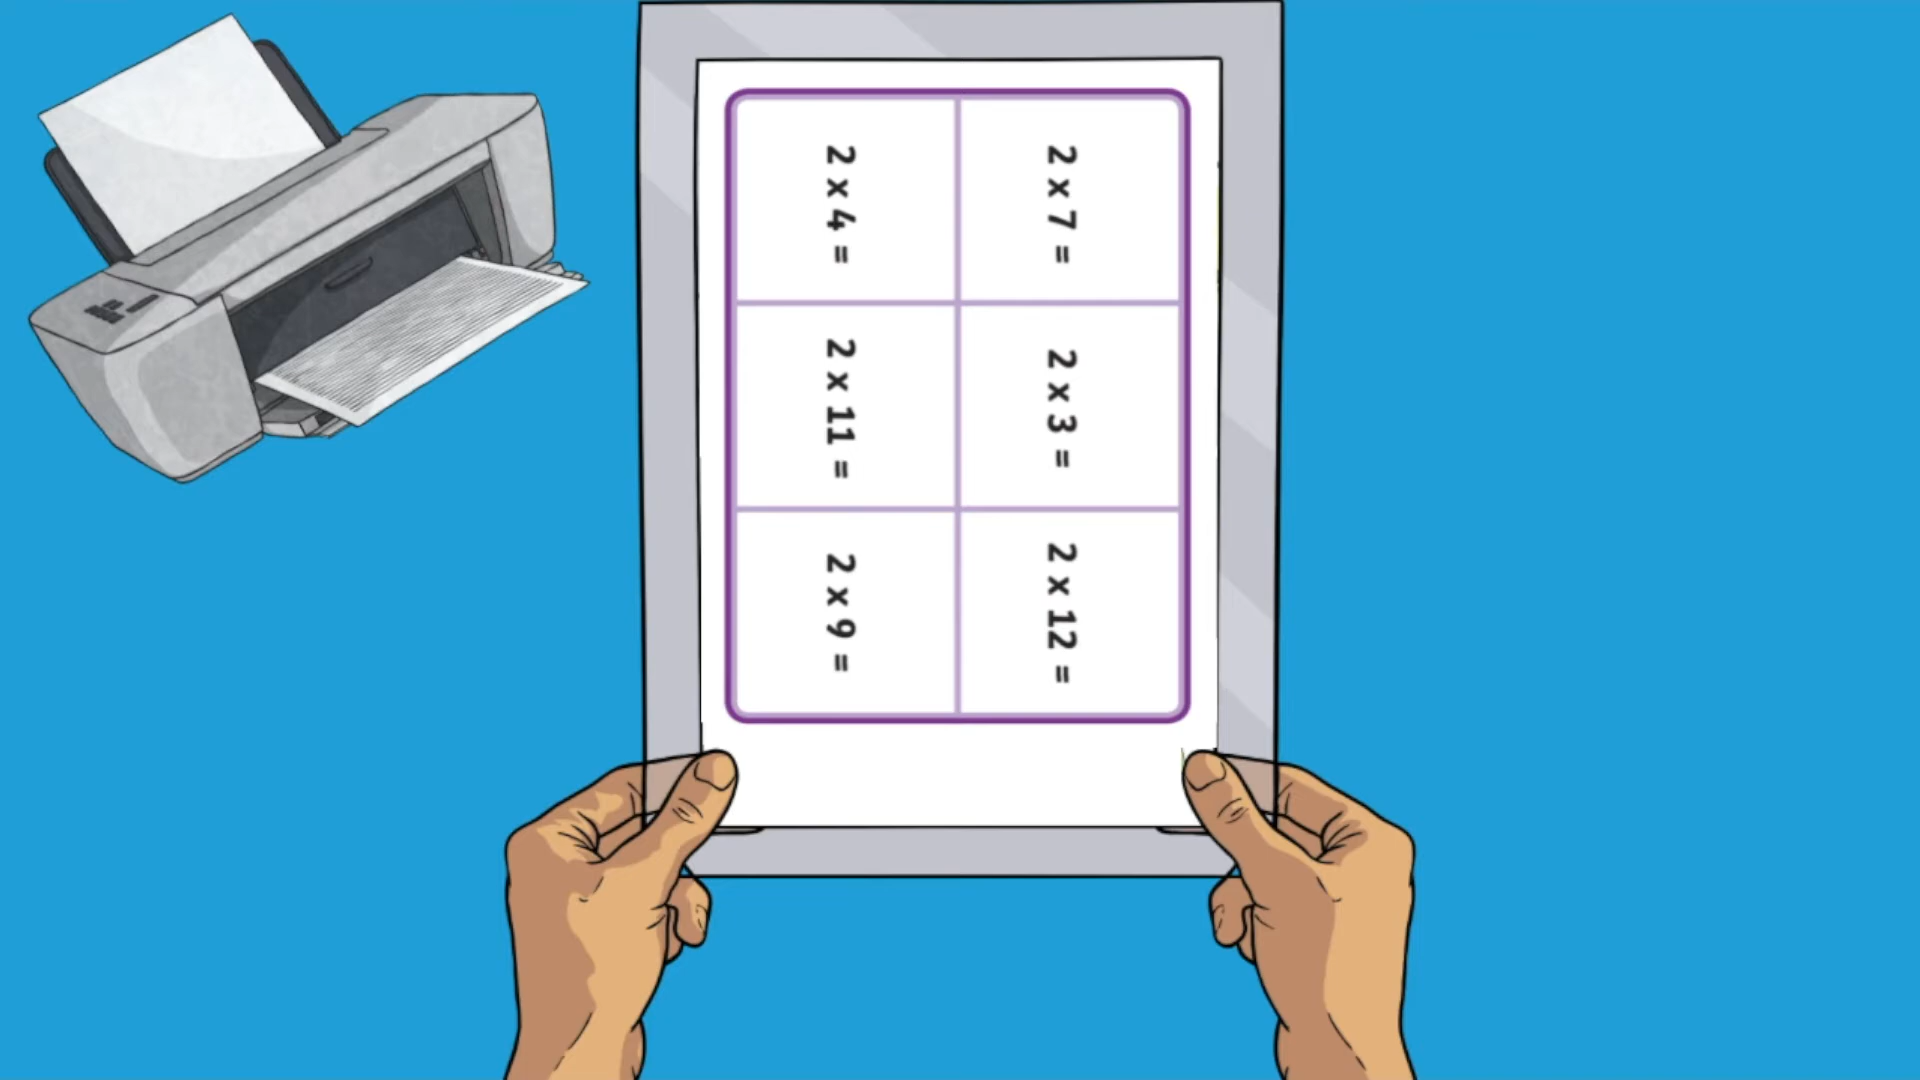 2 x 7 =
2 x 3 =
2 x 12 =
2 x 4 =
2 x 11 =
2 x 9 =